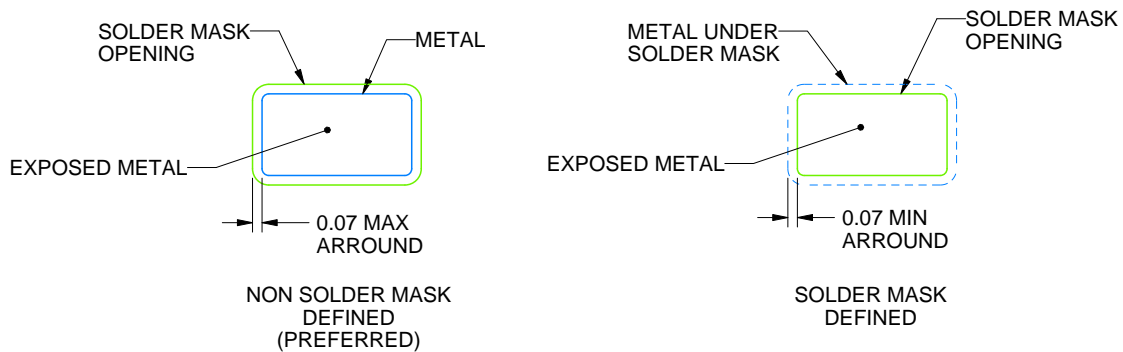 SOLDER MASK
OPENING
METAL
EXPOSED METAL
0.07 MAX
ARROUND
NON SOLDER MASK
DEFINED
(PREFERRED)
METAL UNDER
SOLDER MASK
SOLDER MASK
OPENING
EXPOSED METAL
0.07 MIN
ARROUND
SOLDER MASK
DEFINED